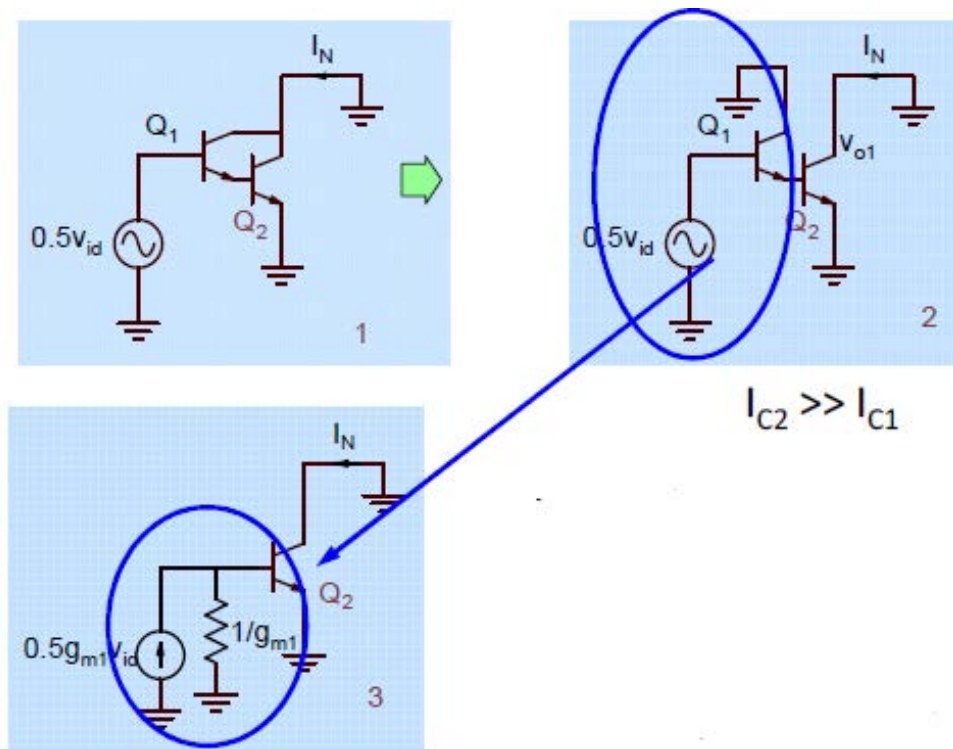 I_N
Q_1
Q_2
0.5v_id
1
I_N
Q_1
v_o1
Q_2
0.5v_id
2
I_C2 >> I_C1
I_N
Q_2
1/g_m1
0.5g_m1v_id
3